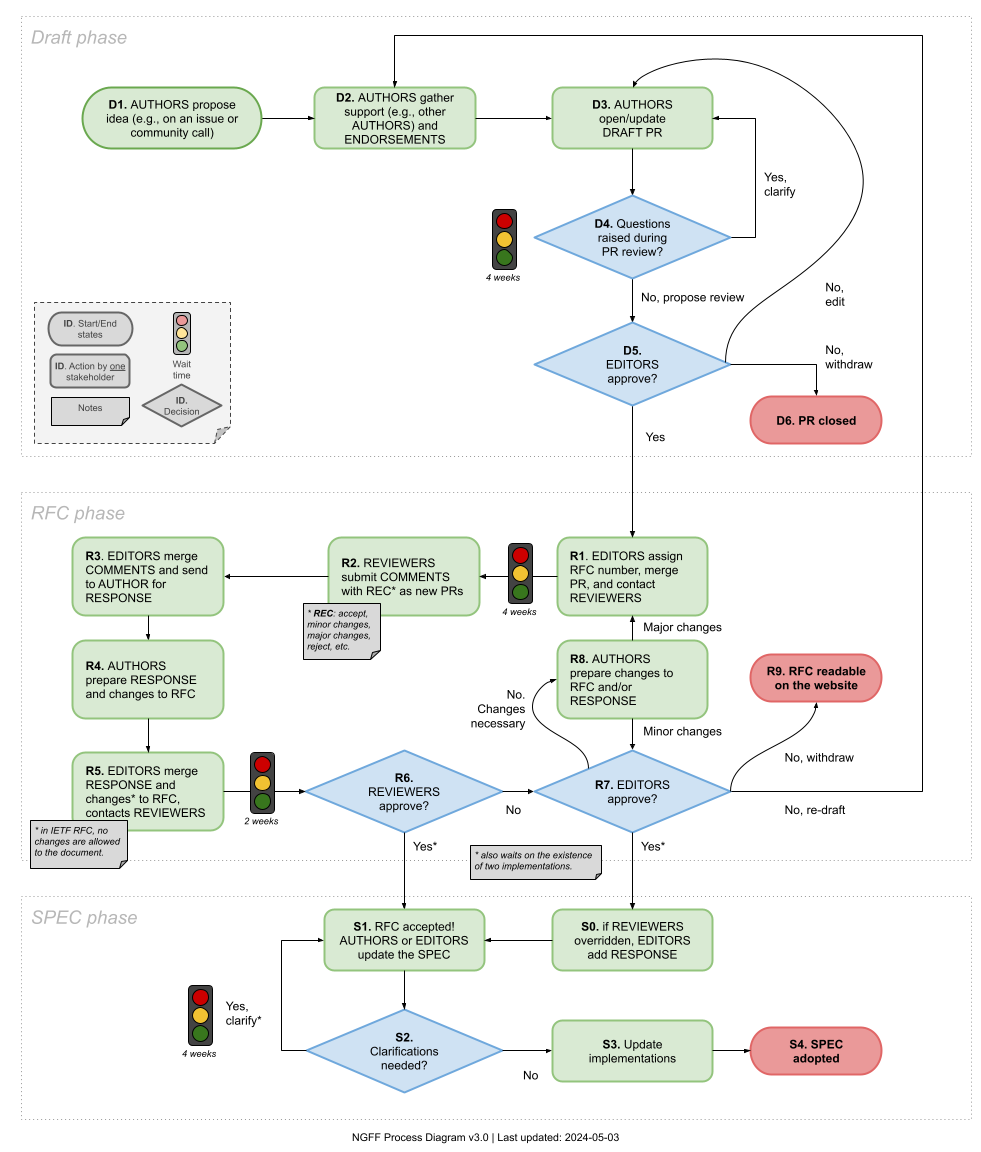 Draft phase
D1. AUTHORS propose
idea (e.g., on an issue or
community call)
D2. AUTHORS gather
support (e.g., other
AUTHORS) and
ENDORSEMENTS
D3. AUTHORS
open/update
DRAFT PR
Yes,
clarify
D4. Questions
raised during
PR review?
4 weeks
No, propose review
No,
edit
D5.
EDITORS
approve?
No,
withdraw
D6. PR closed
Yes
ID. Start/End
states
ID. Action by one
stakeholder
Notes
Wait
time
ID.
Decision
RFC phase
R3. EDITORS merge
COMMENTS and send
to AUTHOR for
RESPONSE
R2. REVIEWERS
submit COMMENTS
with REC* as new PRs
* REC: accept,
minor changes,
major changes,
reject, etc.
4 weeks
R1. EDITORS assign
RFC number, merge
PR, and contact
REVIEWERS
Major changes
R4. AUTHORS
prepare RESPONSE
and changes to RFC
R8. AUTHORS
prepare changes to
RFC and/or
RESPONSE
R9. RFC readable
on the website
No.
Changes
necessary
Minor changes
R5. EDITORS merge
RESPONSE and
changes* to RFC,
contacts REVIEWERS
* in IETF RFC, no
changes are allowed
to the document.
2 weeks
R6.
REVIEWERS
approve?
No
R7. EDITORS
approve?
No, withdraw
No, re-draft
Yes*
* also waits on the existence
of two implementations.
Yes*
SPEC phase
S1. RFC accepted!
AUTHORS or EDITORS
update the SPEC
S0. if REVIEWERS
overridden, EDITORS
add RESPONSE
4 weeks
Yes,
clarify*
S2.
Clarifications
needed?
No
S3. Update
implementations
S4. SPEC
adopted
NGFF Process Diagram v3.0 | Last updated: 2024-05-03